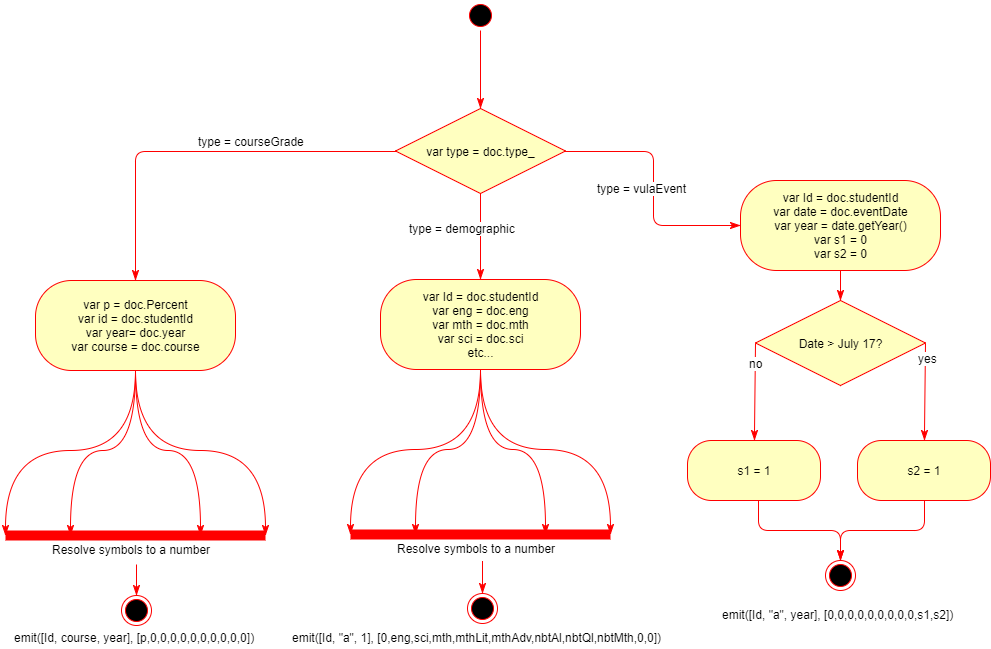 var type = doc.type_
type = courseGrade
type = vulaEvent
type = demographic
var Id = doc.studentId
var date = doc.eventDate
var year = date.getYear()
var s1 = 0
var s2 = 0
var p = doc.Percent
var id = doc.studentId
var year= doc.year
var course = doc.course
var Id = doc.studentId
var eng = doc.eng
var mth = doc.mth
var sci = doc.sci
etc...
Date > July 17?
no
yes
s1 = 1
s2 = 1
Resolve symbols to a number
Resolve symbols to a number
emit([Id, "a", year], [0,0,0,0,0,0,0,0,0,s1,s2])
emit([Id, course, year], [p,0,0,0,0,0,0,0,0,0,0])
emit([Id, "a", 1], [0,eng,sci,mth,mthLit,mthAdv,nbtAl,nbtQl,nbtMth,0,0])